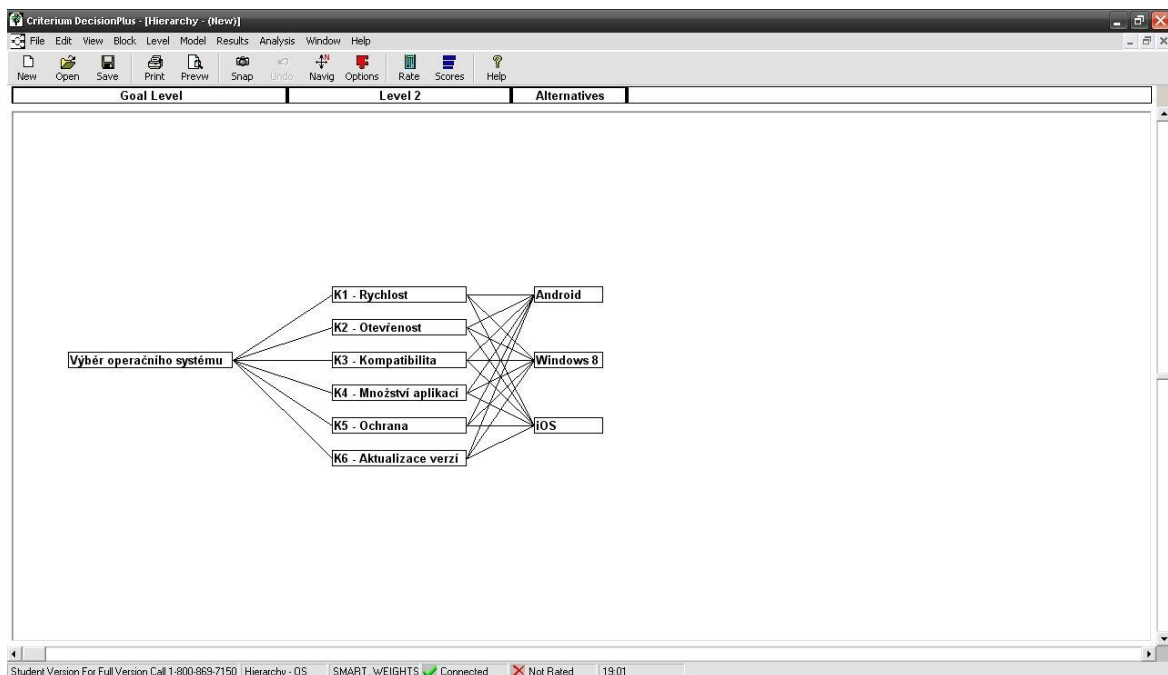 Criterium DecisionPlus - [Hierarchy - (New)]
File Edit View Block Level Model Results Analysis Window Help
New Open Save Print Prevw Snap Undo Navig Options Rate Scores Help
Goal Level Level 2 Alternatives
K1 - Rychlost Android
K2 - Otevřenost
Výběr operačního systému K3 - Kompatibilita Windows 8
K4 - Množství aplikací
K5 - Ochrana iOS
K6 - Aktualizace verzí
Student Version For Full Version Call 1-800-869-7150 Hierarchy - OS SMART, WEIGHTS Connected Not Rated 19:01